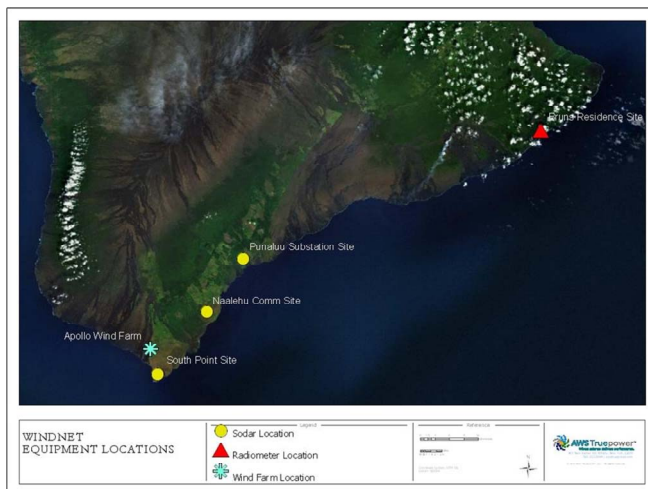 Bruns Residence Site
Punaluu Substation Site
Naalehu Comm Site
Apollo Wind Farm
South Point Site
WINDNET
EQUIPMENT LOCATIONS
Legend
Sodar Location
Radiometer Location
Wind Farm Location
Reference
AWS Truepower